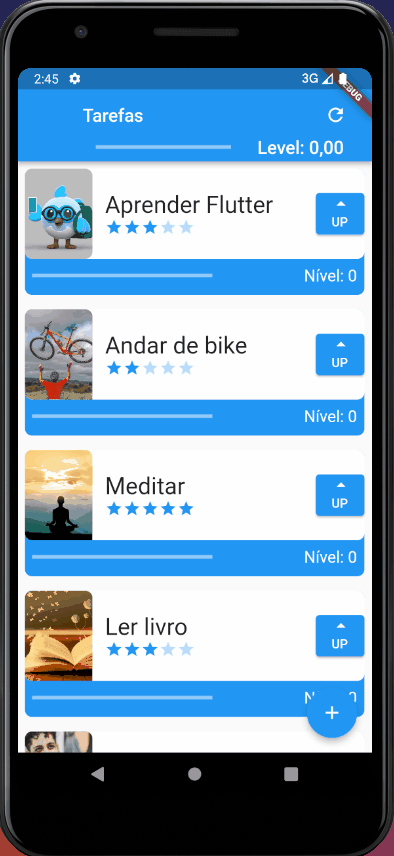 2:45
3G
DEBUG
Tarefas
Level: 0,00
Aprender Flutter
UP
Nível: 0
Andar de bike
UP
Nível: 0
Meditar
UP
Nível: 0
Ler livro
UP
0
+